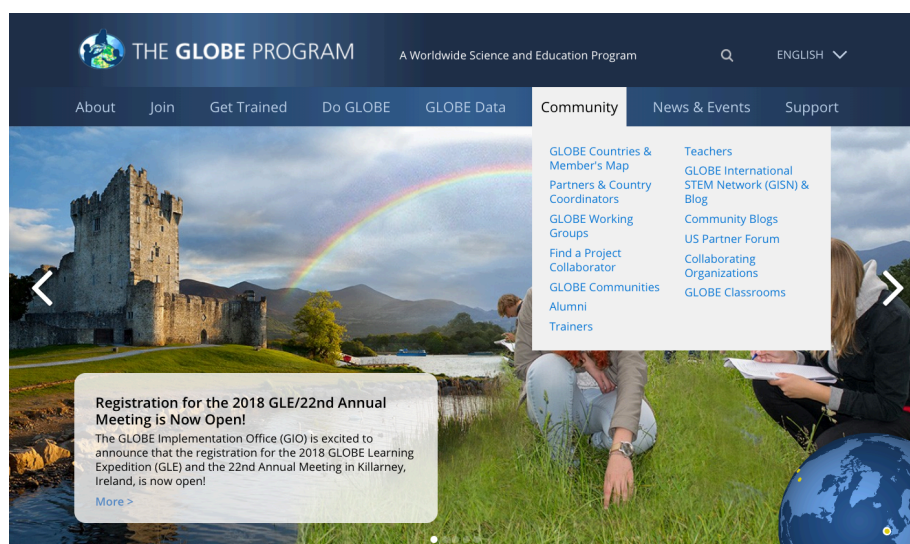 THE GLOBE PROGRAM
A Worldwide Science and Education Program
ENGLISH
About
Join
Get Trained
Do GLOBE
GLOBE Data
Community
News & Events
Support
GLOBE Countries &
Member's Map
Partners & Country
Coordinators
GLOBE Working
Groups
Find a Project
Collaborator
GLOBE Communities
Alumni
Trainers
Teachers
GLOBE International
STEM Network (GISN) &
Blog
Community Blogs
US Partner Forum
Collaborating
Organizations
GLOBE Classrooms
Registration for the 2018 GLE/22nd Annual
Meeting is Now Open!
The GLOBE Implementation Office (GIO) is excited to
announce that the registration for the 2018 GLOBE Learning
Expedition (GLE) and the 22nd Annual Meeting in Killarney,
Ireland, is now open!
More >